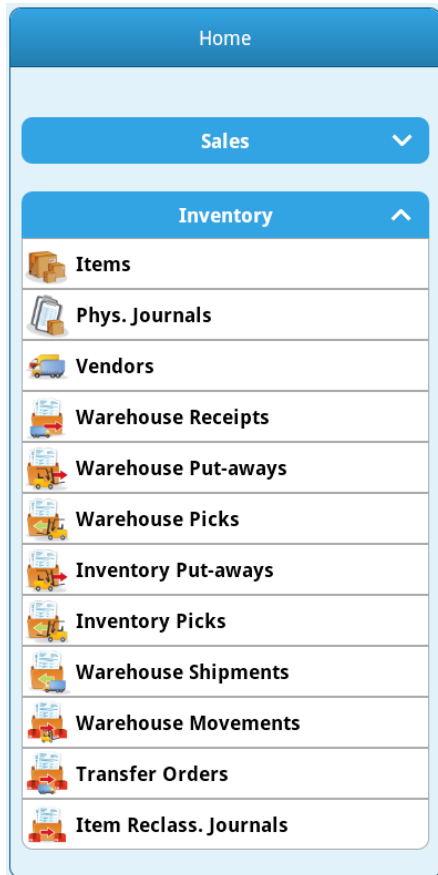 Home
Sales
Inventory
Items
Phys. Journals
Vendors
Warehouse Receipts
Warehouse Put-aways
Warehouse Picks
Inventory Put-aways
Inventory Picks
Warehouse Shipments
Warehouse Movements
Transfer Orders
Item Reclass. Journals